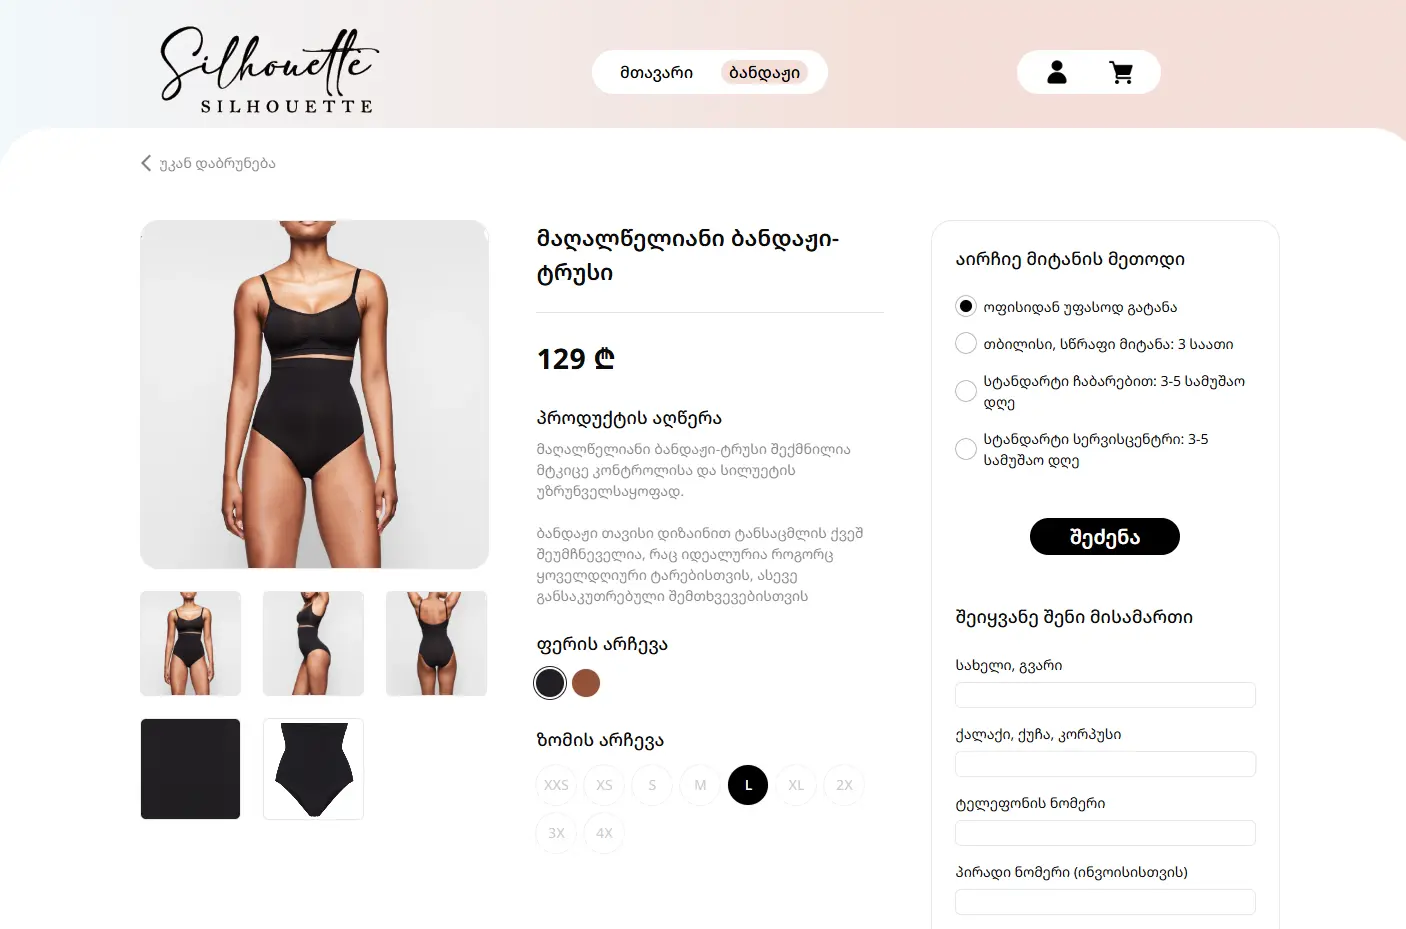 Silhouette
SILHOUETTE
მთავარი
ბანდაჟი
უკან დაბრუნება
მაღალწელიანი ბანდაჟი-
ტრუსი
129 ₾
პროდუქტის აღწერა
მაღალწელიანი ბანდაჟი-ტრუსი შექმნილია
მტკიცე კონტროლისა და სილუეტის
უზრუნველსაყოფად.
ბანდაჟი თავისი დიზაინით ტანსაცმლის ქვეშ
შეუმჩნეველია, რაც იდეალურია როგორც
ყოველდღიური ტარებისთვის, ასევე
განსაკუთრებული შემთხვევებისთვის
ფერის არჩევა
ზომის არჩევა
XXS
XS
S
M
L
XL
2X
3X
4X
აირჩიე მიტანის მეთოდი
ოფისიდან უფასოდ გატანა
თბილისი, სწრაფი მიტანა: 3 საათი
სტანდარტი ჩაბარებით: 3-5 სამუშაო
დღე
სტანდარტი სერვისცენტრი: 3-5
სამუშაო დღე
შეძენა
შეიყვანე შენი მისამართი
სახელი, გვარი
ქალაქი, ქუჩა, კორპუსი
ტელეფონის ნომერი
პირადი ნომერი (ინვოისისთვის)